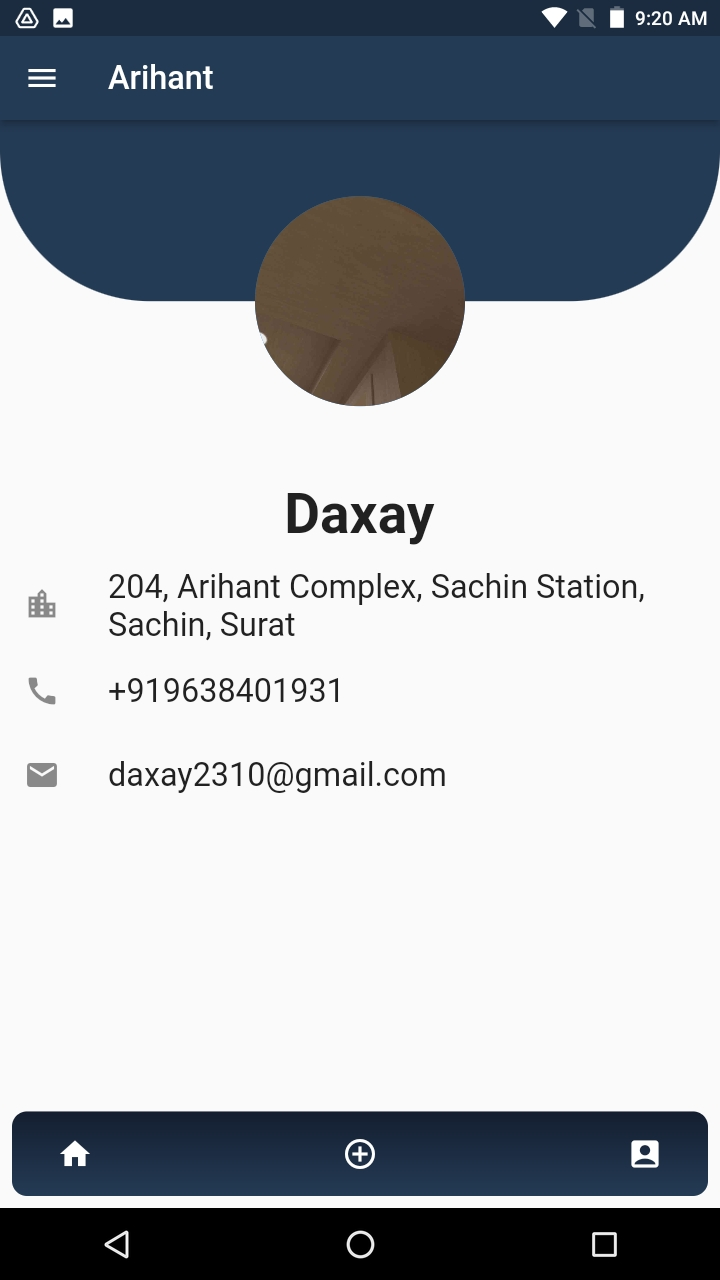 9:20 AM
Arihant
Daxay
204, Arihant Complex, Sachin Station,
Sachin, Surat
+919638401931
daxay2310@gmail.com